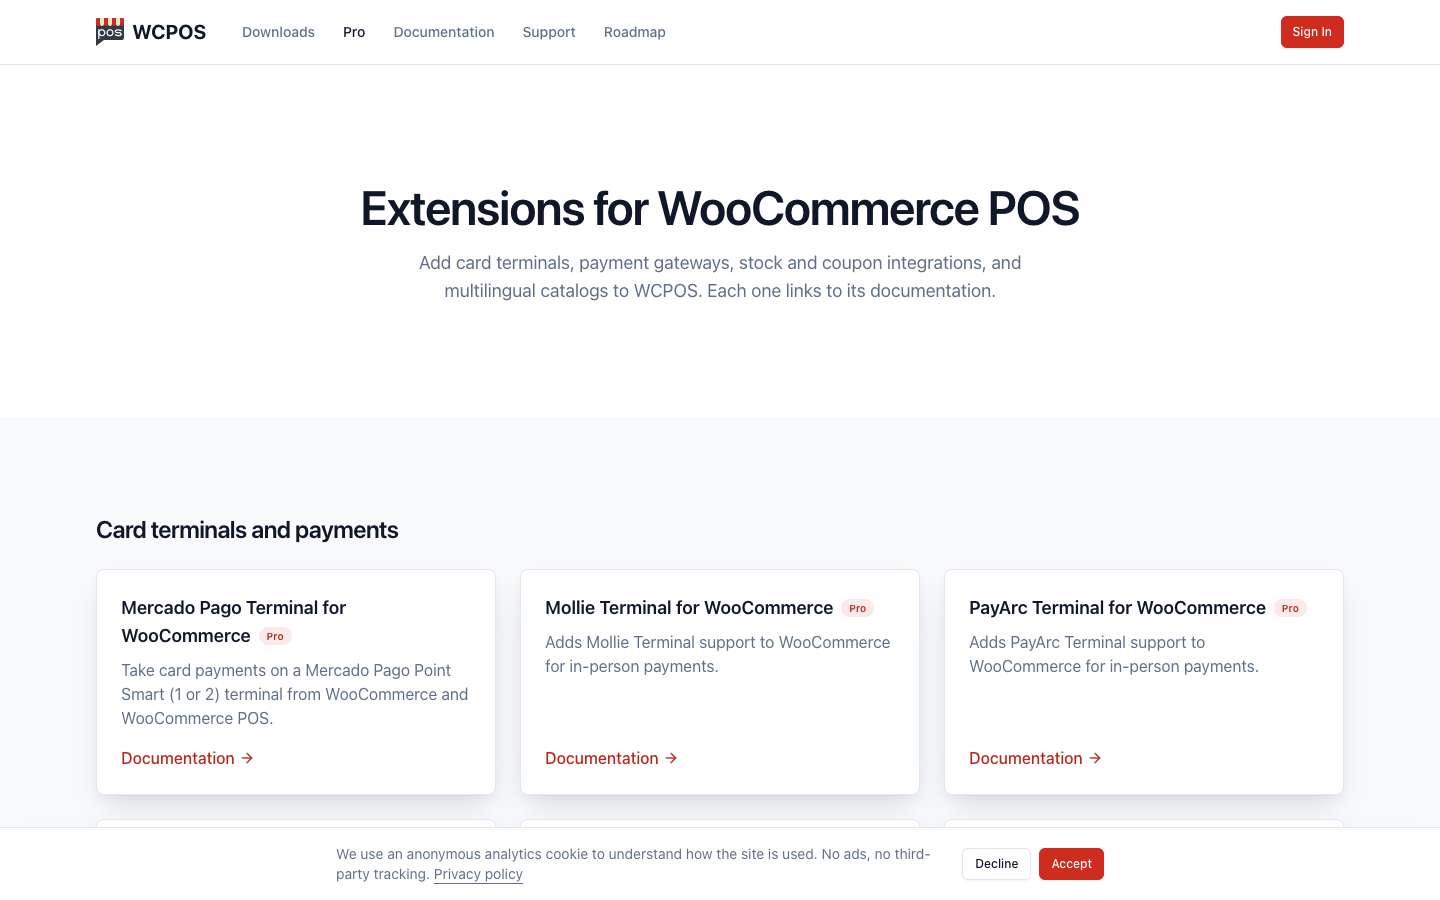 pos WCPOS Downloads Pro Documentation Support Roadmap Sign In
Extensions for WooCommerce POS
Add card terminals, payment gateways, stock and coupon integrations, and
multilingual catalogs to WCPOS. Each one links to its documentation.
Card terminals and payments
Mercado Pago Terminal for
WooCommerce Pro
Take card payments on a Mercado Pago Point
Smart (1 or 2) terminal from WooCommerce and
WooCommerce POS.
Documentation →
Mollie Terminal for WooCommerce Pro
Adds Mollie Terminal support to WooCommerce
for in-person payments.
Documentation →
PayArc Terminal for WooCommerce Pro
Adds PayArc Terminal support to
WooCommerce for in-person payments.
Documentation →
We use an anonymous analytics cookie to understand how the site is used. No ads, no third-
party tracking. Privacy policy
Decline
Accept